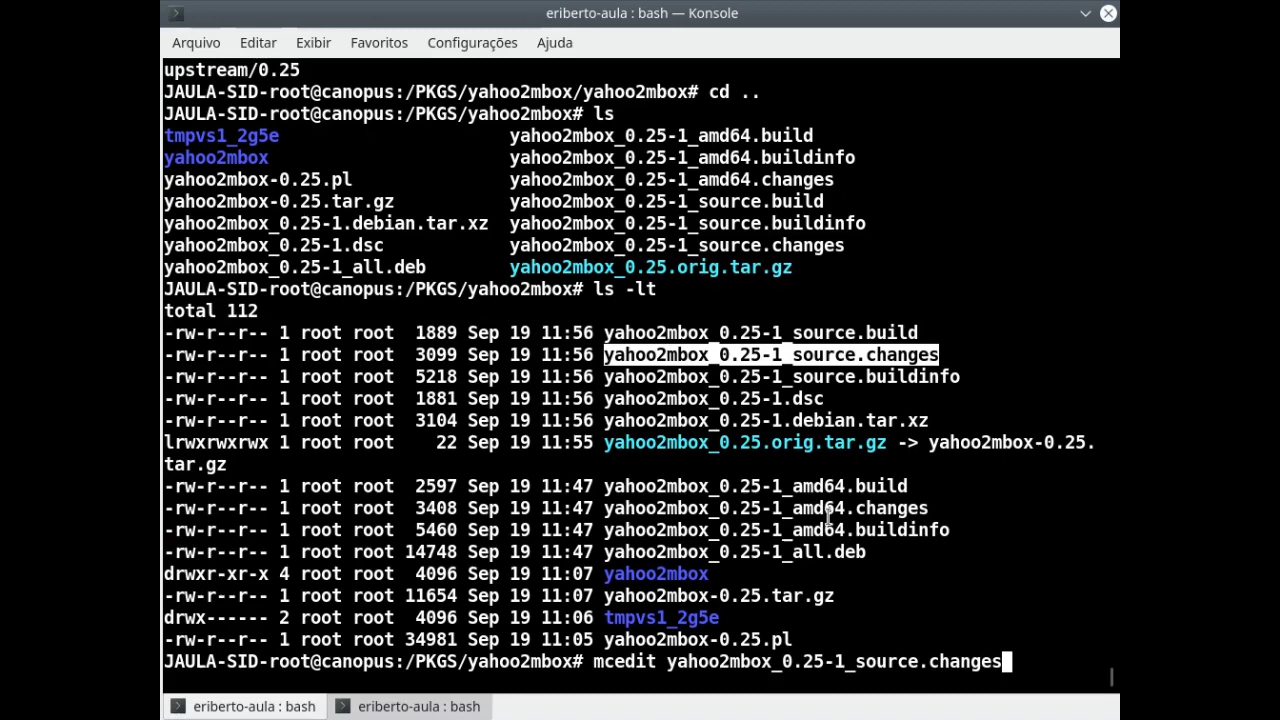 eriberto-aula : bash — Konsole
Arquivo Editar Exibir Favoritos Configurações Ajuda
upstream/0.25
JAULA-SID-root@canopus:/PKGS/yahoo2mbox/yahoo2mbox# cd ..
JAULA-SID-root@canopus:/PKGS/yahoo2mbox# ls
tmpvs1_2g5e yahoo2mbox_0.25-1_amd64.build
yahoo2mbox yahoo2mbox_0.25-1_amd64.buildinfo
yahoo2mbox-0.25.pl yahoo2mbox_0.25-1_amd64.changes
yahoo2mbox-0.25.tar.gz yahoo2mbox_0.25-1_source.build
yahoo2mbox_0.25-1.debian.tar.xz yahoo2mbox_0.25-1_source.buildinfo
yahoo2mbox_0.25-1.dsc yahoo2mbox_0.25-1_source.changes
yahoo2mbox_0.25-1_all.deb yahoo2mbox_0.25.orig.tar.gz
JAULA-SID-root@canopus:/PKGS/yahoo2mbox# ls -lt
total 112
-rw-r--r-- 1 root root 1889 Sep 19 11:56 yahoo2mbox_0.25-1_source.build
-rw-r--r-- 1 root root 3099 Sep 19 11:56 yahoo2mbox_0.25-1_source.changes
-rw-r--r-- 1 root root 5218 Sep 19 11:56 yahoo2mbox_0.25-1_source.buildinfo
-rw-r--r-- 1 root root 1881 Sep 19 11:56 yahoo2mbox_0.25-1.dsc
-rw-r--r-- 1 root root 3104 Sep 19 11:56 yahoo2mbox_0.25-1.debian.tar.xz
lrwxrwxrwx 1 root root 22 Sep 19 11:55 yahoo2mbox_0.25.orig.tar.gz -> yahoo2mbox-0.25.
tar.gz
-rw-r--r-- 1 root root 2597 Sep 19 11:47 yahoo2mbox_0.25-1_amd64.build
-rw-r--r-- 1 root root 3408 Sep 19 11:47 yahoo2mbox_0.25-1_amd64.changes
-rw-r--r-- 1 root root 5460 Sep 19 11:47 yahoo2mbox_0.25-1_amd64.buildinfo
-rw-r--r-- 1 root root 14748 Sep 19 11:47 yahoo2mbox_0.25-1_all.deb
drwxr-xr-x 4 root root 4096 Sep 19 11:07 yahoo2mbox
-rw-r--r-- 1 root root 11654 Sep 19 11:07 yahoo2mbox-0.25.tar.gz
drwx------ 2 root root 4096 Sep 19 11:06 tmpvs1_2g5e
-rw-r--r-- 1 root root 34981 Sep 19 11:05 yahoo2mbox-0.25.pl
JAULA-SID-root@canopus:/PKGS/yahoo2mbox# mcedit yahoo2mbox_0.25-1_source.changes
eriberto-aula : bash eriberto-aula : bash